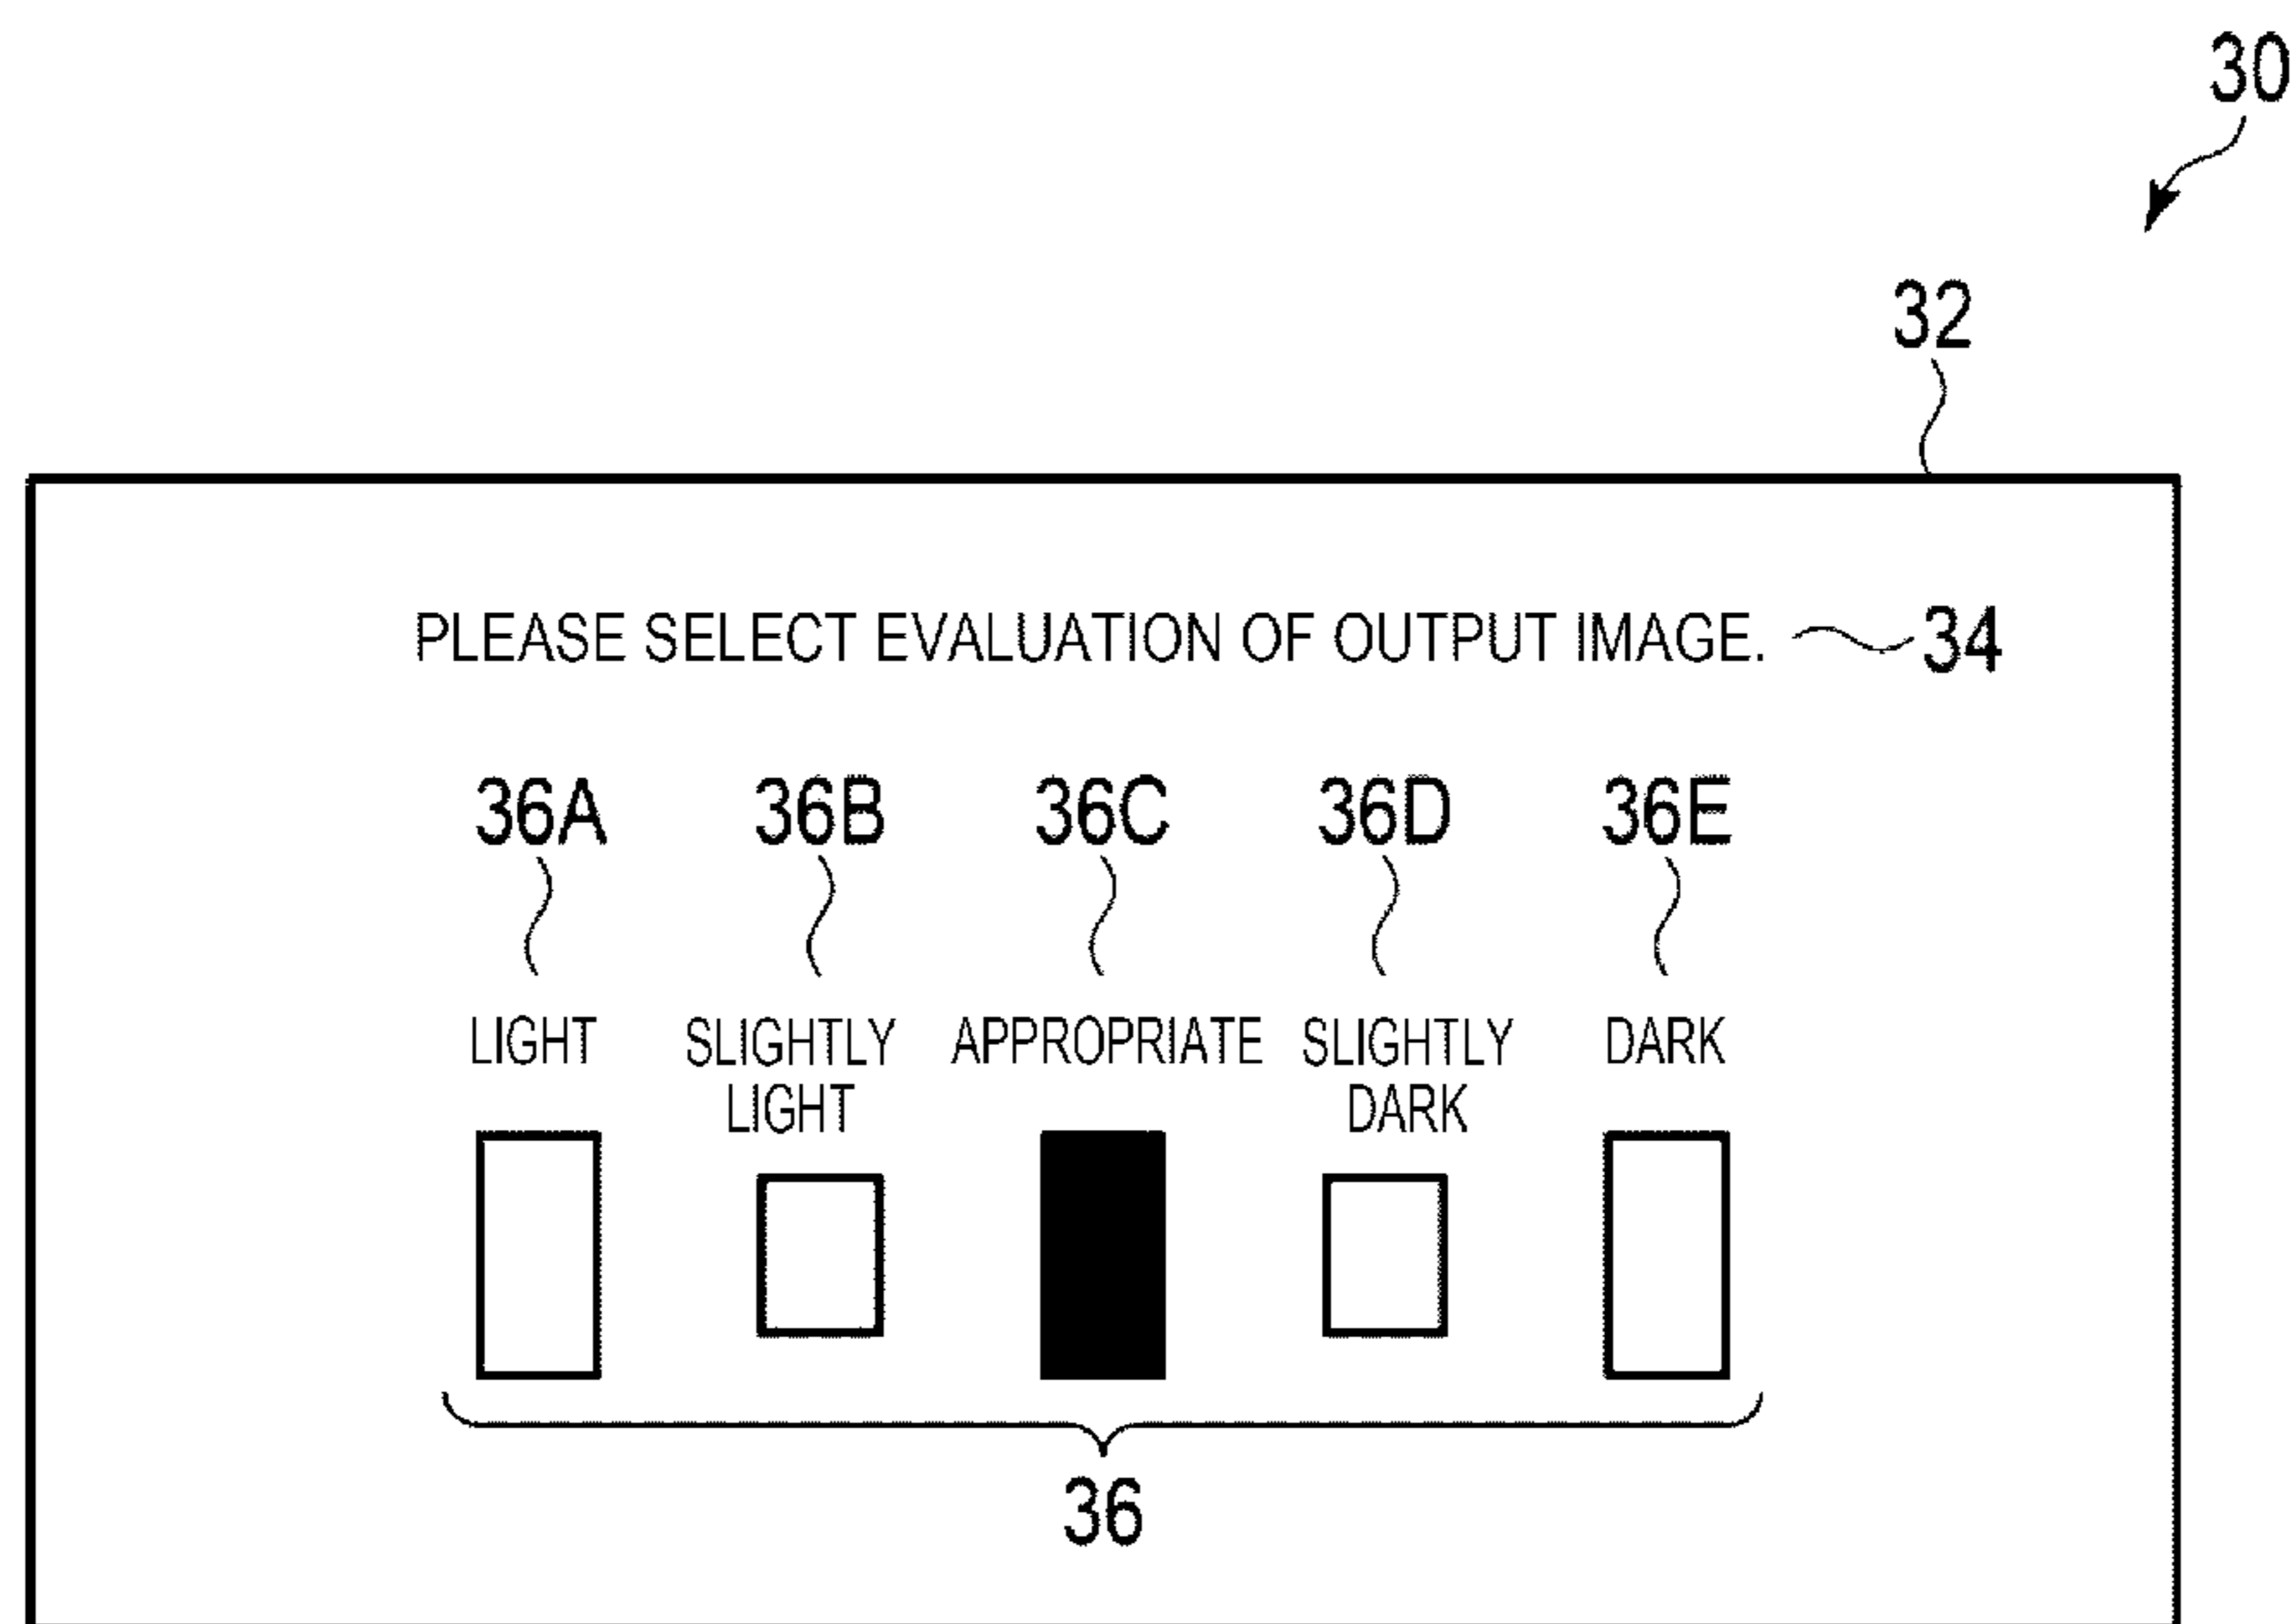 30
32
PLEASE SELECT EVALUATION OF OUTPUT IMAGE. 34
36A 36B 36C 36D 36E
LIGHT SLIGHTLY APPROPRIATE SLIGHTLY DARK
LIGHT DARK
36